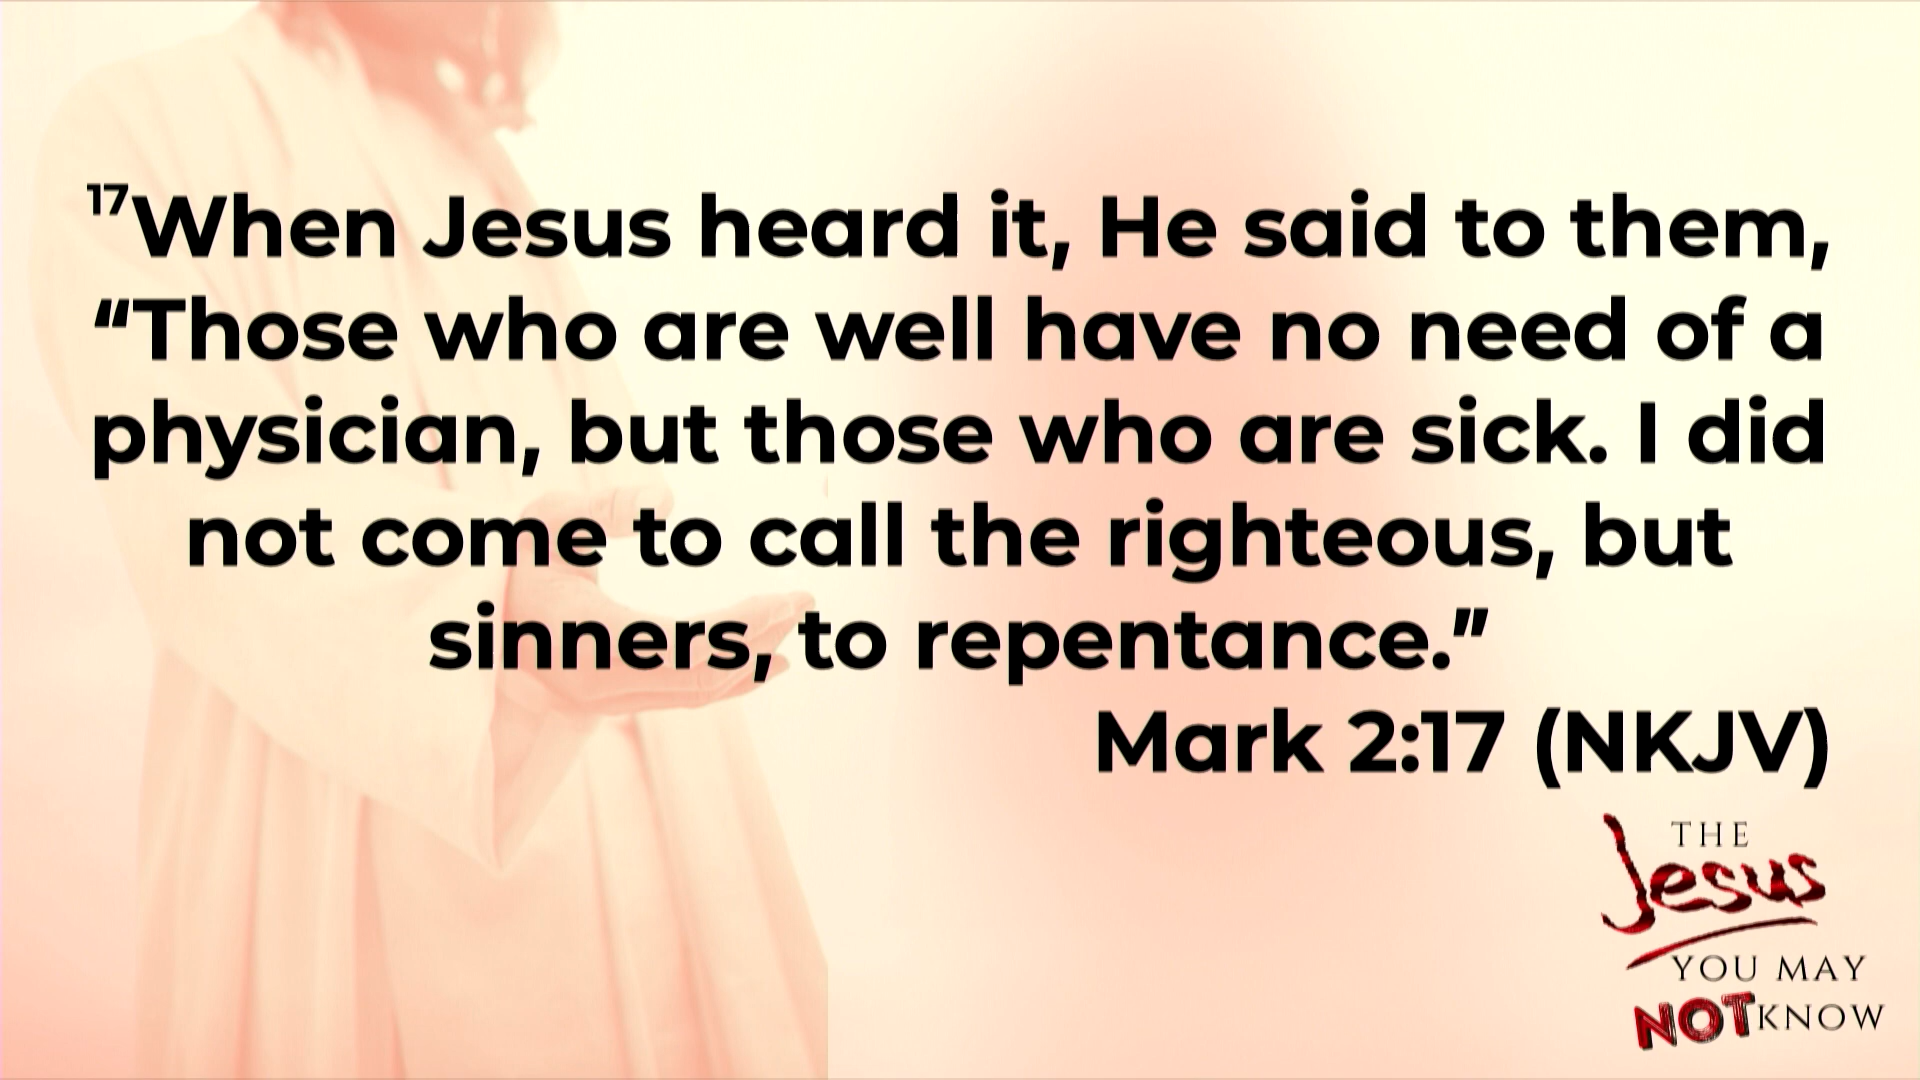 ¹⁷When Jesus heard it, He said to them,
“Those who are well have no need of a
physician, but those who are sick. I did
not come to call the righteous, but
sinners, to repentance.”
Mark 2:17 (NKJV)
THE
Jesus
YOU MAY
NOT KNOW